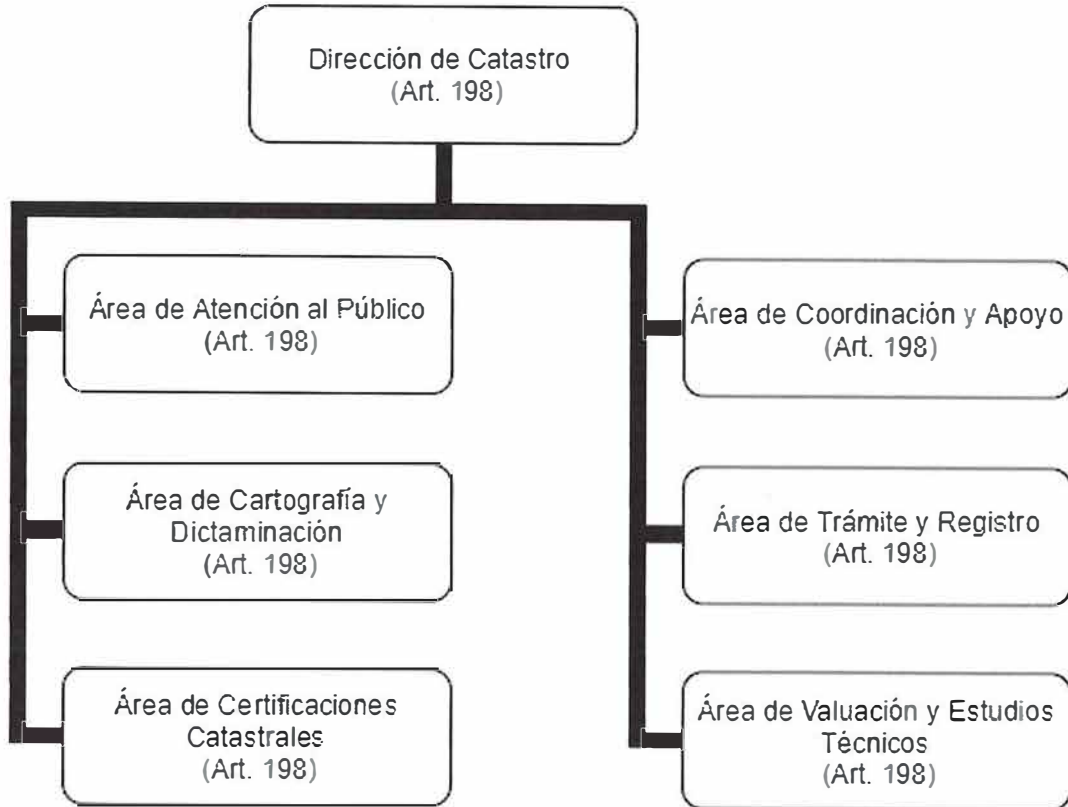 Dirección de Catastro
(Art. 198)
Área de Atención al Público
(Art. 198)
Área de Coordinación y Apoyo
(Art. 198)
Área de Cartografía y
Dictaminación
(Art. 198)
Área de Trámite y Registro
(Art. 198)
Área de Certificaciones
Catastrales
(Art. 198)
Área de Valuación y Estudios
Técnicos
(Art. 198)